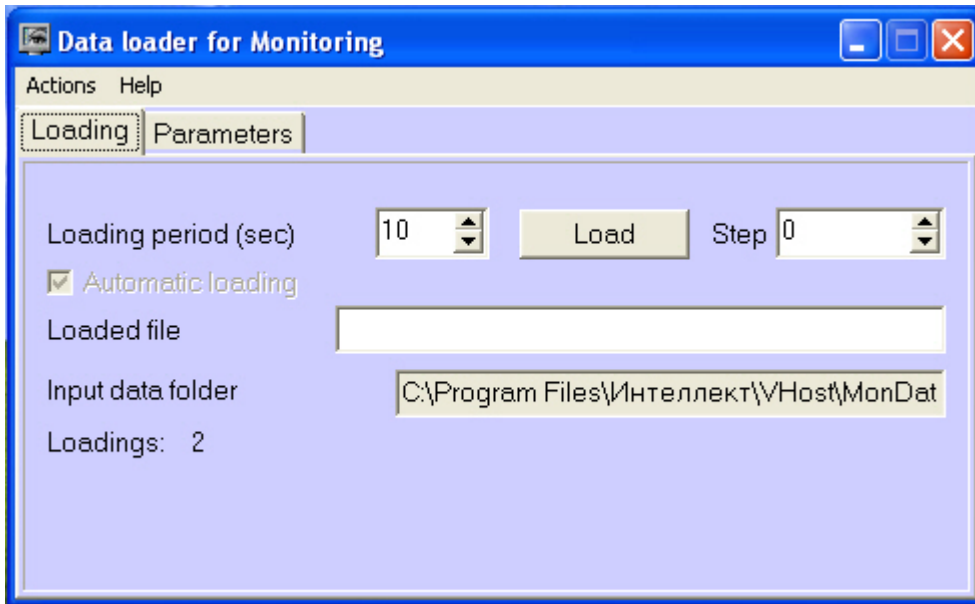 Data loader for Monitoring
Actions Help
Loading Parameters
Loading period (sec) 10 Load Step 0
Automatic loading
Loaded file
Input data folder C:\Program Files\Интеллект\VHost\MonDat
Loadings: 2